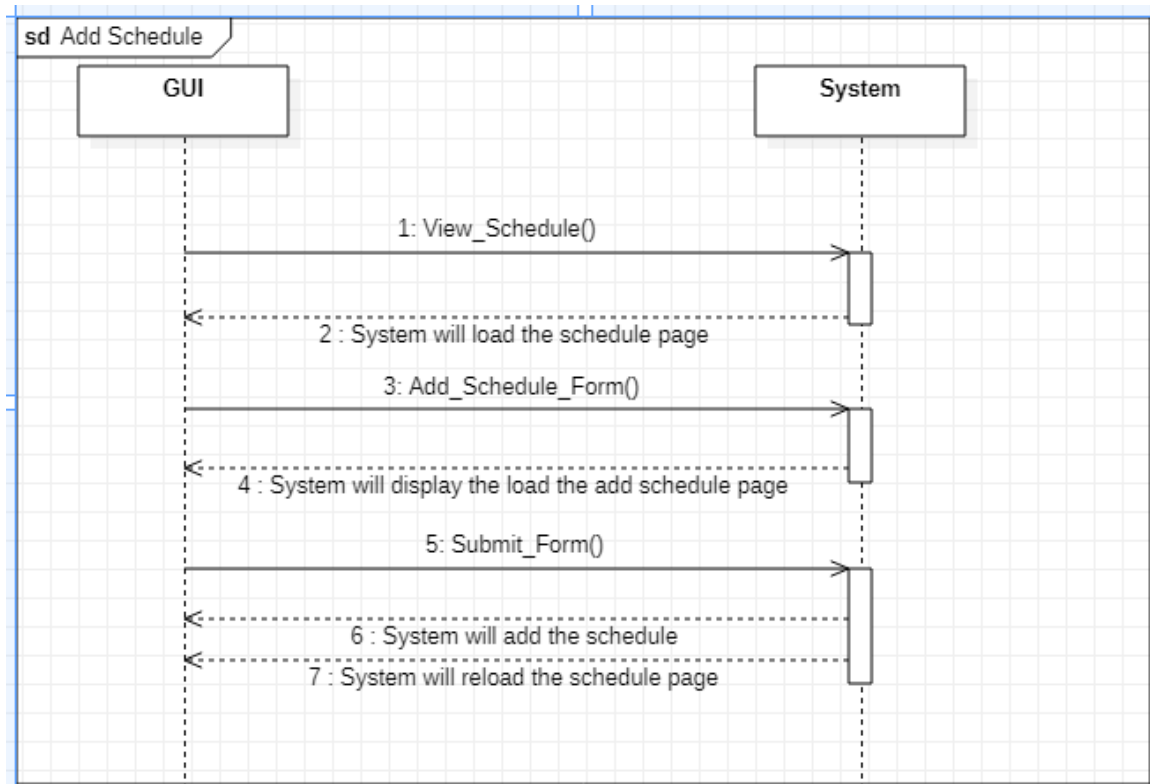 sd Add Schedule
GUI
System
1: View_Schedule()
2 : System will load the schedule page
3: Add_Schedule_Form()
4 : System will display the load the add schedule page
5: Submit_Form()
6 : System will add the schedule
7 : System will reload the schedule page